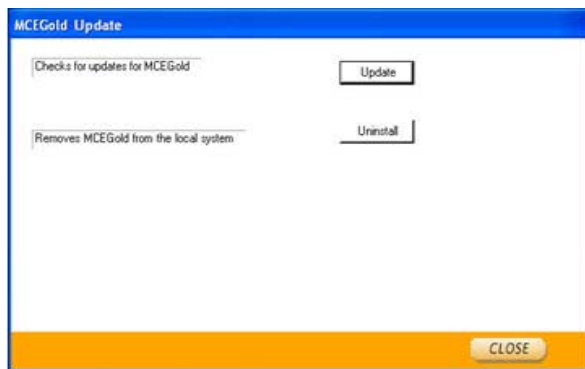 MCEGold Update
Checks for updates for MCEGold
Update
Removes MCEGold from the local system
Uninstall
CLOSE